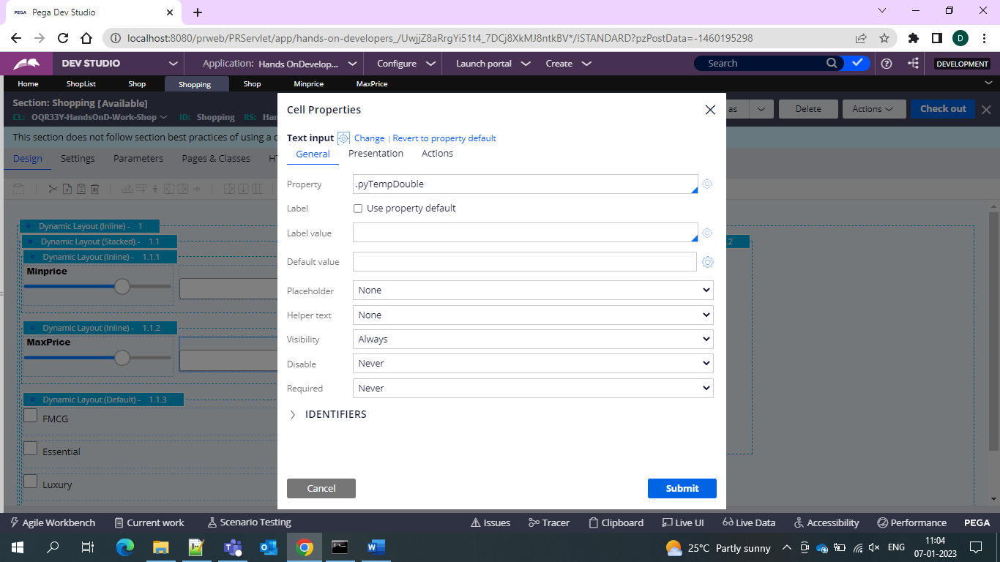 PEGA Pega Dev Studio
localhost:8080/prweb/PRServlet/app/hands-on-developers_/UwjjZ8aRrgYi51t4_7DCj8XkMJ8ntkBV*/!STANDARD?pzPostData=-1460195298
D
DEV STUDIO Application: Hands OnDevelop... Configure Launch portal Create Search DEVELOPMENT
Home ShopList Shop Shopping Shop Minprice MaxPrice
Section: Shopping [Available]
CL: OQR33Y-HandsOnD-Work-Shop ID: Shopping RS: Han
as Delete Actions Check out
This section does not follow section best practices of using a d
Design Settings Parameters Pages & Classes HT
Dynamic Layout (Inline) - 1
Dynamic Layout (Stacked) - 1.1
.2
Dynamic Layout (Inline) - 1.1.1
Minprice
Dynamic Layout (Inline) - 1.1.2
MaxPrice
Dynamic Layout (Default) - 1.1.3
FMCG
Essential
Luxury
Cell Properties
Text input Change | Revert to property default
General Presentation Actions
Property .pyTempDouble
Label Use property default
Label value
Default value
Placeholder None
Helper text None
Visibility Always
Disable Never
Required Never
IDENTIFIERS
Cancel Submit
Agile Workbench Current work Scenario Testing Issues Tracer Clipboard Live UI Live Data Accessibility Performance PEGA
25°C Partly sunny ENG 11:04
07-01-2023